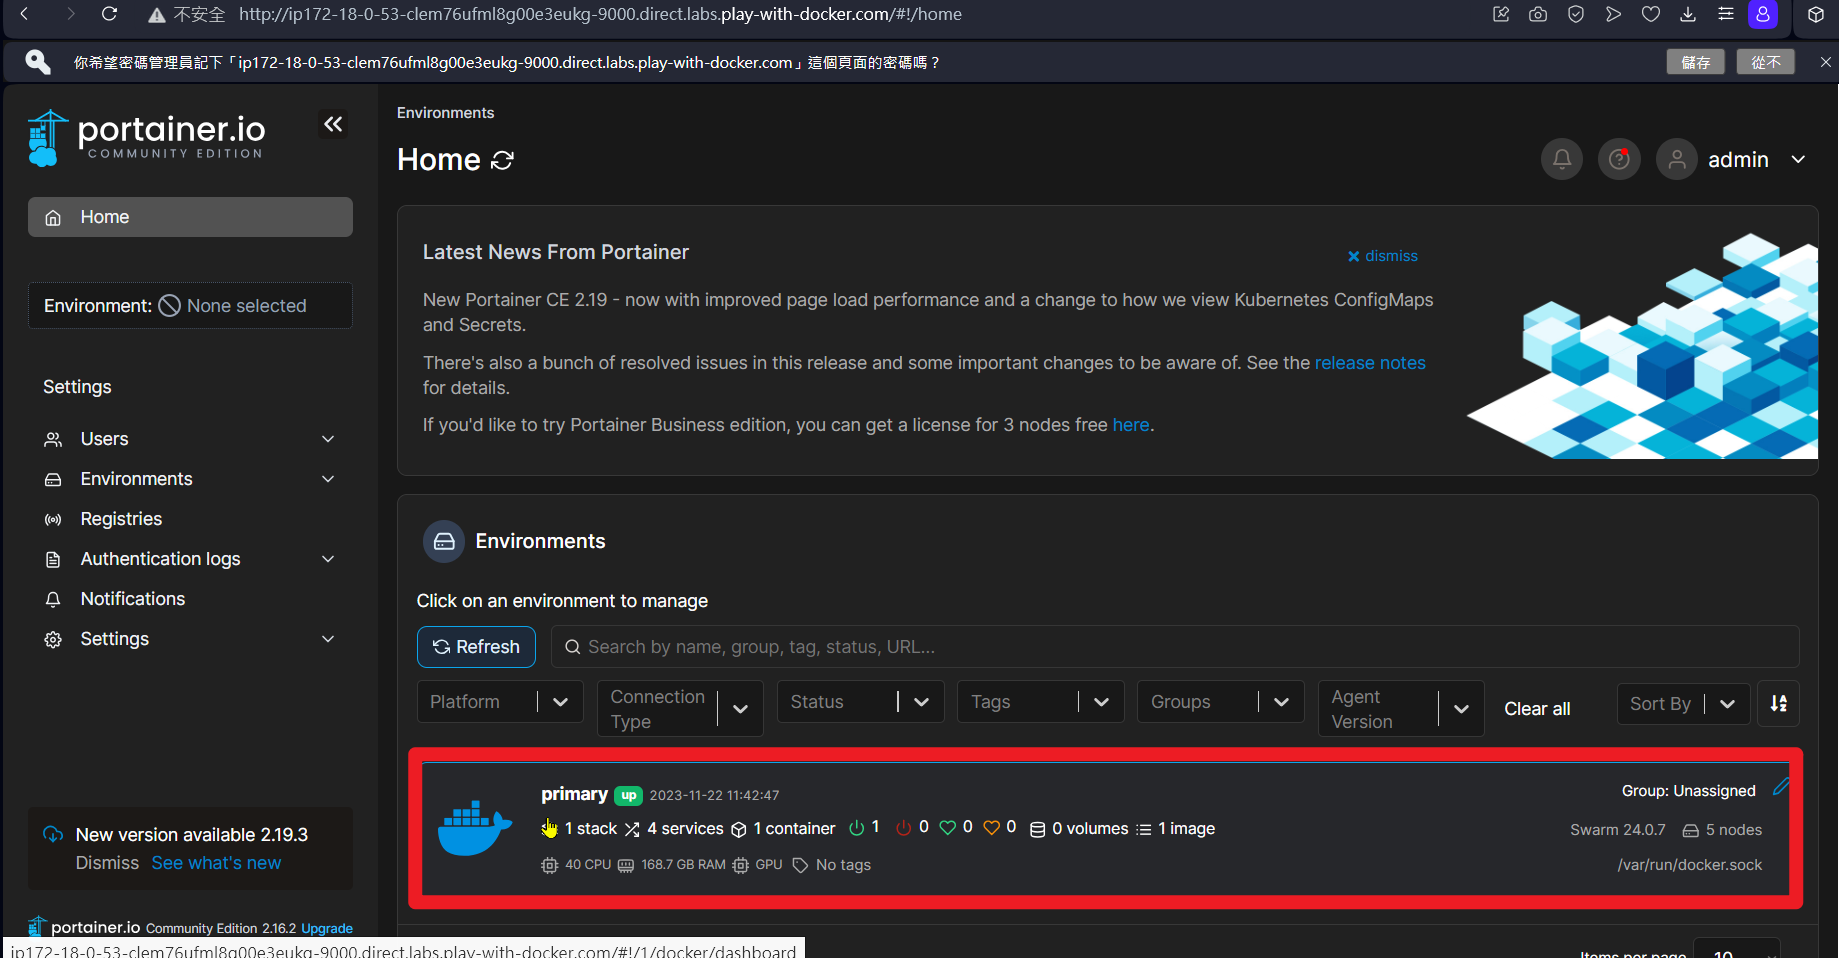 不安全 http://ip172-18-0-53-clem76ufml8g00e3eukg-9000.direct.labs.play-with-docker.com/#!/home
你希望密碼管理員記下「ip172-18-0-53-clem76ufml8g00e3eukg-9000.direct.labs.play-with-docker.com」這個頁面的密碼嗎？ 儲存 從不
portainer.io
COMMUNITY EDITION
Home
Environment: None selected
Settings
Users
Environments
Registries
Authentication logs
Notifications
Settings
New version available 2.19.3
Dismiss See what's new
portainer.io Community Edition 2.16.2 Upgrade
Environments
Home
admin
Latest News From Portainer
dismiss
New Portainer CE 2.19 - now with improved page load performance and a change to how we view Kubernetes ConfigMaps
and Secrets.
There's also a bunch of resolved issues in this release and some important changes to be aware of. See the release notes
for details.
If you'd like to try Portainer Business edition, you can get a license for 3 nodes free here.
Environments
Click on an environment to manage
Refresh
Search by name, group, tag, status, URL...
Platform
Connection
Type
Status
Tags
Groups
Agent
Version
Clear all
Sort By
primary up 2023-11-22 11:42:47
Group: Unassigned
1 stack 4 services 1 container 1 0 0 0 0 volumes 1 image
Swarm 24.0.7 5 nodes
40 CPU 168.7 GB RAM GPU No tags
/var/run/docker.sock
Items per page 10
ip172-18-0-53-clem76ufml8g00e3eukg-9000.direct.labs.play-with-docker.com/#!/1/docker/dashboard